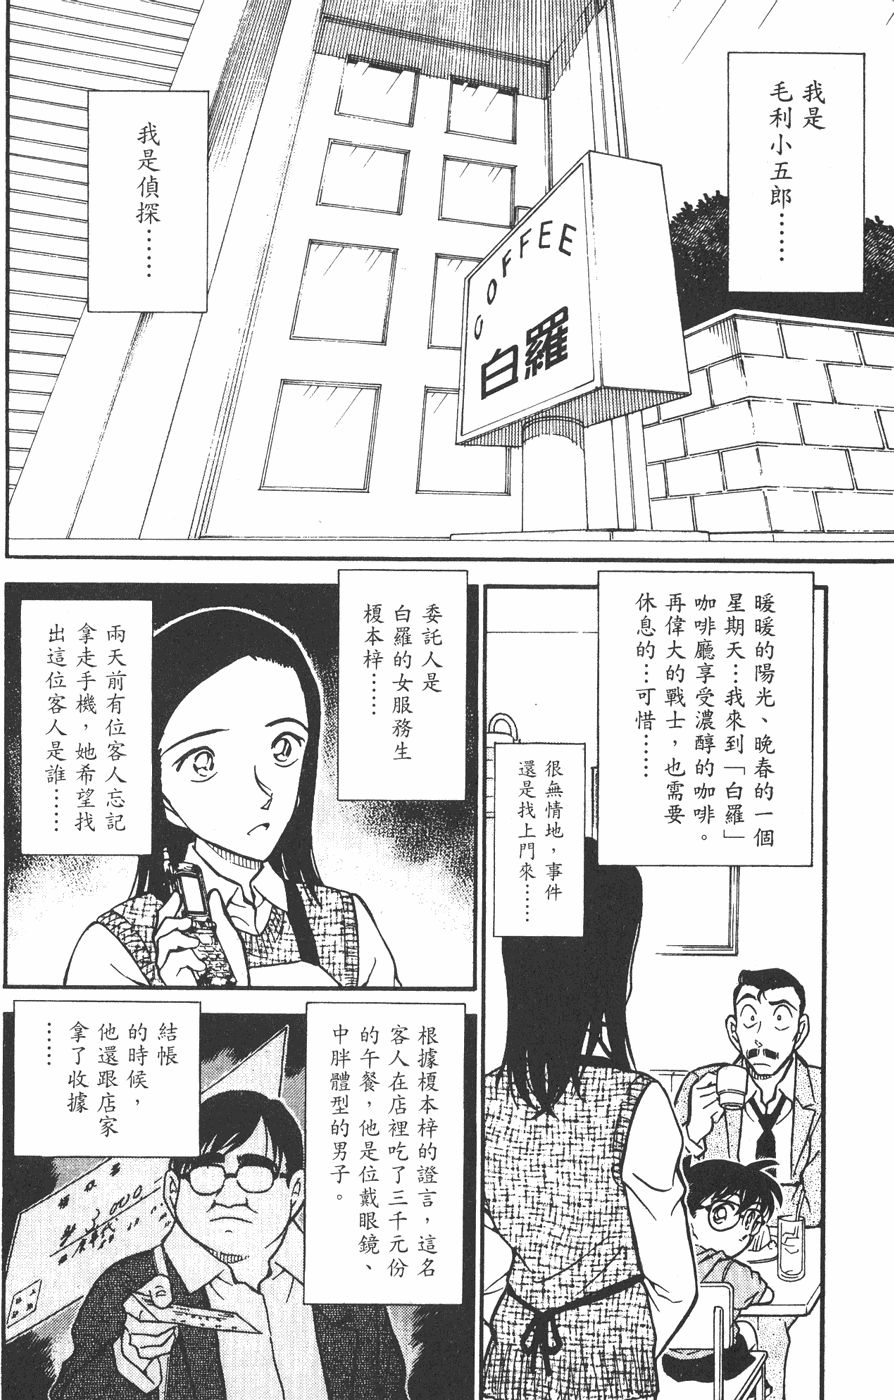 我是
毛利小五郎……
我是偵探……
COFFEE
白羅
暖暖的陽光、晚春的一個
星期天…我來到「白羅」
咖啡廳享受濃醇的咖啡。
再偉大的戰士，也需要
休息的…可惜……
很無情地，事件
還是找上門來……
委託人是
白羅的女服務生
榎本梓……
兩天前有位客人忘記
拿走手機，她希望找
出這位客人是誰……
根據榎本梓的證言，這名
客人在店裡吃了三千元份
的午餐，他是位戴眼鏡、
中胖體型的男子。
結帳
的時候，
他還跟店家
拿了收據
……